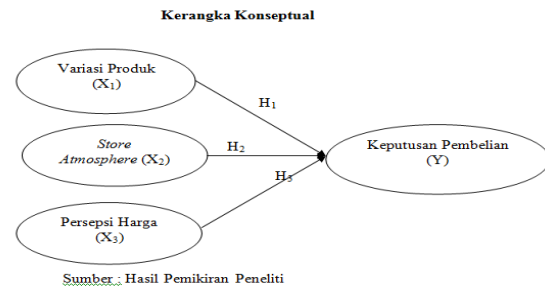 Kerangka Konseptual
Variasi Produk
(X₁)
H₁
Store
Atmosphere (X₂)
H₂
Keputusan Pembelian
(Y)
H₃
Persepsi Harga
(X₃)
Sumber : Hasil Pemikiran Peneliti